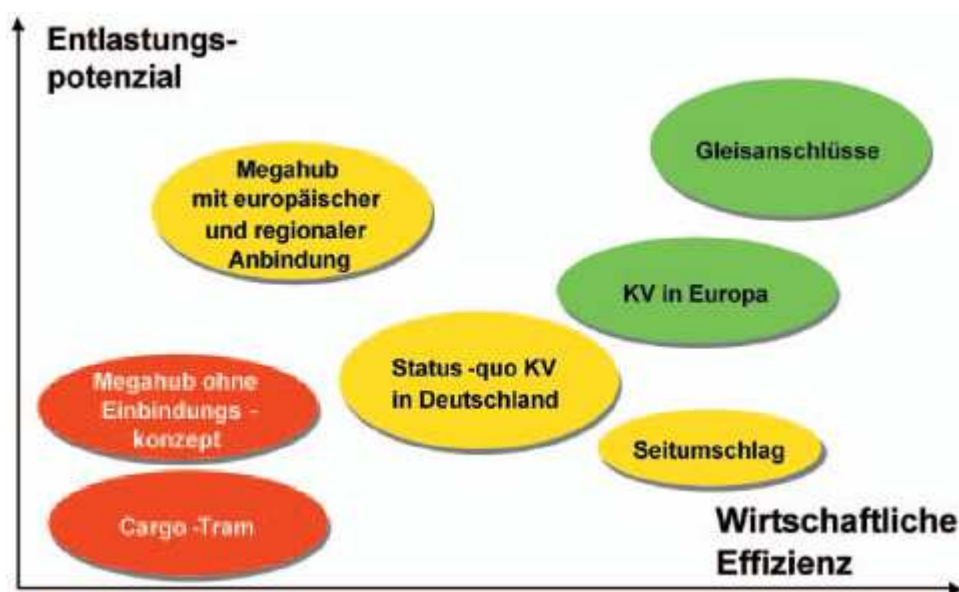 Entlastungs-
potenzial
Gleisanschlüsse
Megahub
mit europäischer
und regionaler
Anbindung
KV in Europa
Status -quo KV
in Deutschland
Megahub ohne
Einbindungs -
konzept
Seitumschlag
Cargo -Tram
Wirtschaftliche
Effizienz